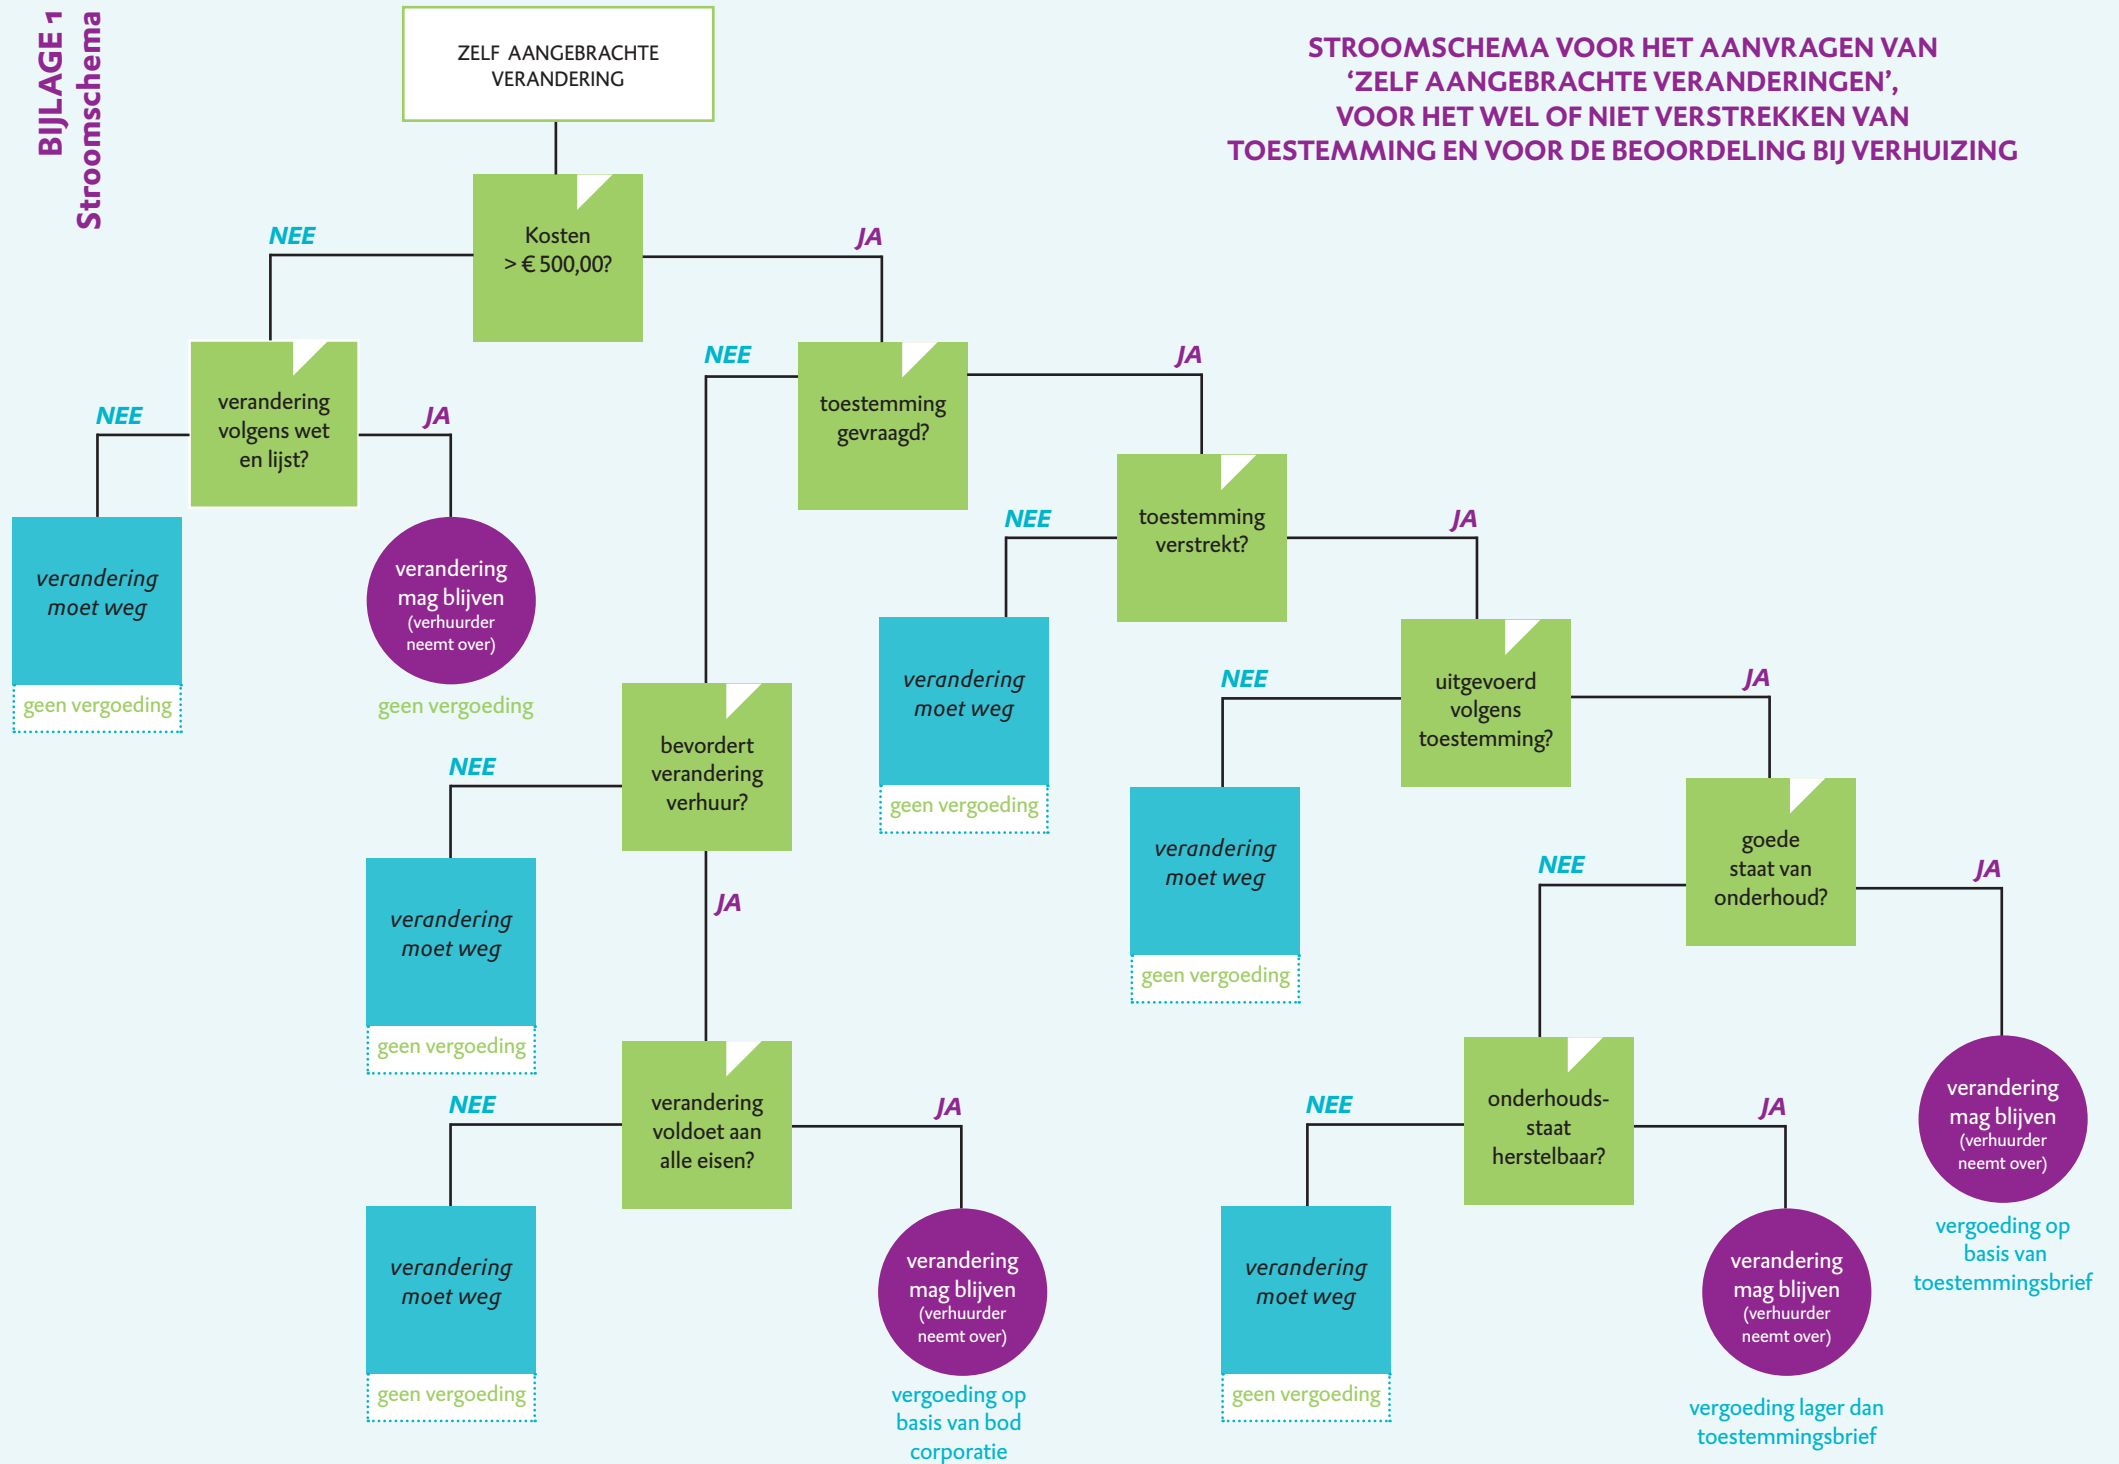 BIJLAGE 1
Stroomschema
STROOMSCHEMA VOOR HET AANVRAGEN VAN
‘ZELF AANGEBRACHTE VERANDERINGEN’,
VOOR HET WEL OF NIET VERSTREKKEN VAN
TOESTEMMING EN VOOR DE BEOORDELING BIJ VERHUIZING
ZELF AANGEBRACHTE
VERANDERING
Kosten
> € 500,00?
NEE
JA
verandering
volgens wet
en lijst?
NEE
JA
verandering
moet weg
geen vergoeding
verandering
mag blijven
(verhuurder
neemt over)
geen vergoeding
toestemming
gevraagd?
NEE
JA
bevordert
verandering
verhuur?
NEE
JA
verandering
moet weg
geen vergoeding
verandering
voldoet aan
alle eisen?
NEE
JA
verandering
moet weg
geen vergoeding
verandering
mag blijven
(verhuurder
neemt over)
vergoeding op
basis van bod
corporatie
toestemming
verstrekt?
NEE
JA
verandering
moet weg
geen vergoeding
uitgevoerd
volgens
toestemming?
NEE
JA
verandering
moet weg
geen vergoeding
goede
staat van
onderhoud?
NEE
JA
onderhouds-
staat
herstelbaar?
NEE
JA
verandering
moet weg
geen vergoeding
verandering
mag blijven
(verhuurder
neemt over)
vergoeding lager dan
toestemmingsbrief
verandering
mag blijven
(verhuurder
neemt over)
vergoeding op
basis van
toestemmingsbrief